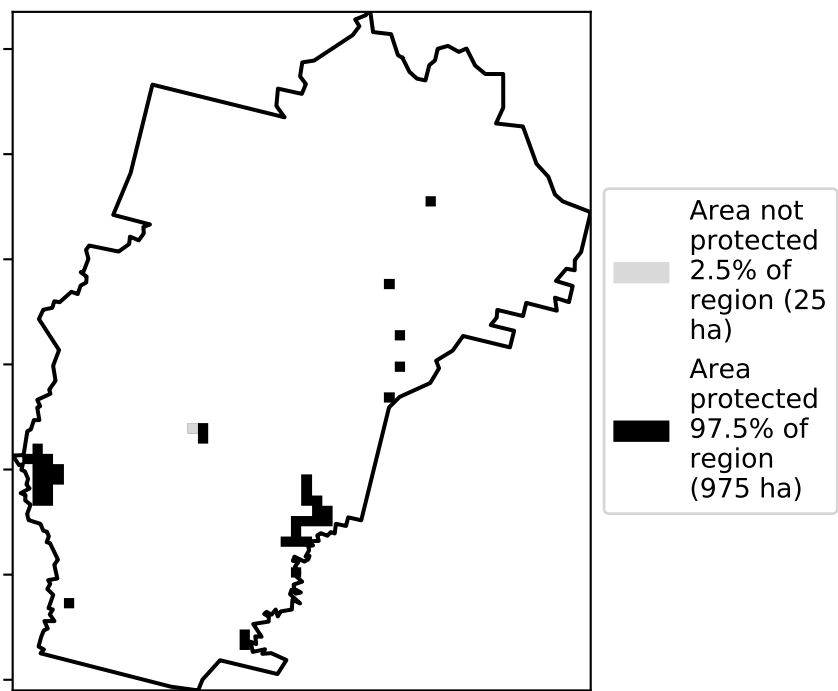 Area not
protected
2.5% of
region (25
ha)
Area
protected
97.5% of
region
(975 ha)